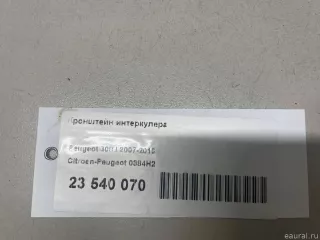 Кронштейн интеркулера
Peugeot 3007 2007-2015
Citroen-Peugeot 0384H2
23 540 070
eaural.ru